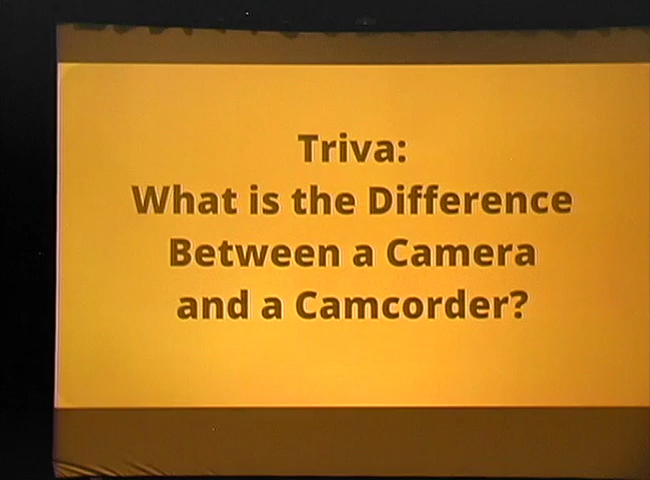 Triva:
What is the Difference
Between a Camera
and a Camcorder?